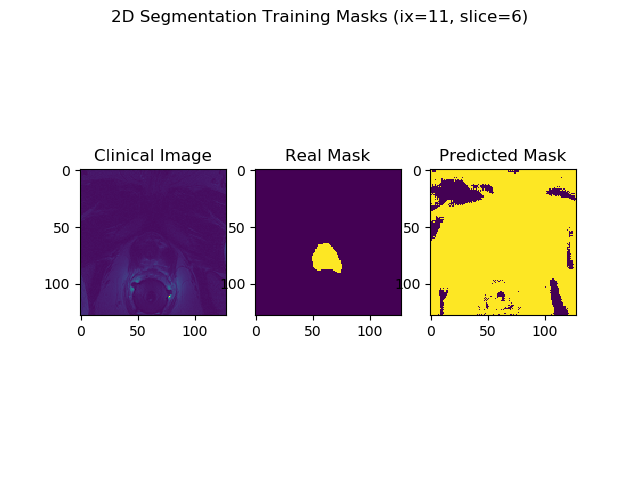 2D Segmentation Training Masks (ix=11, slice=6)
Clinical Image Real Mask Predicted Mask
0 0
50 50 50
100 100 100
0 50 100 0 50 100 0 50 100